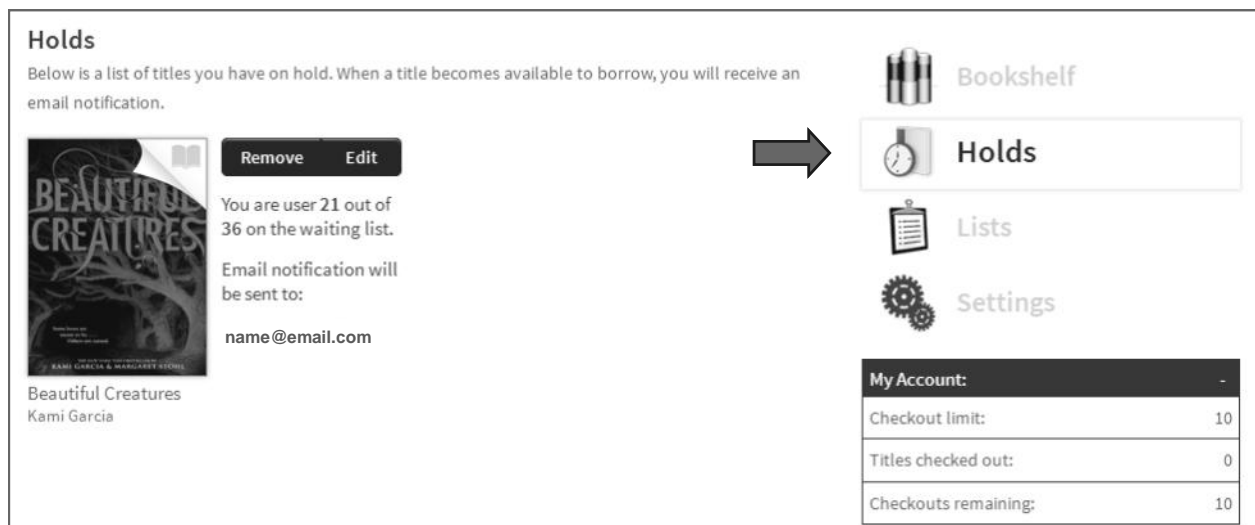 Holds
Below is a list of titles you have on hold. When a title becomes available to borrow, you will receive an
email notification.
Remove Edit
You are user 21 out of
36 on the waiting list.
Email notification will
be sent to:
name@email.com
BEAUTIFUL
CREATURES
KAMI GARCIA & MARGARET STOHL
Beautiful Creatures
Kami Garcia
Bookshelf
Holds
Lists
Settings
My Account: -
Checkout limit: 10
Titles checked out: 0
Checkouts remaining: 10